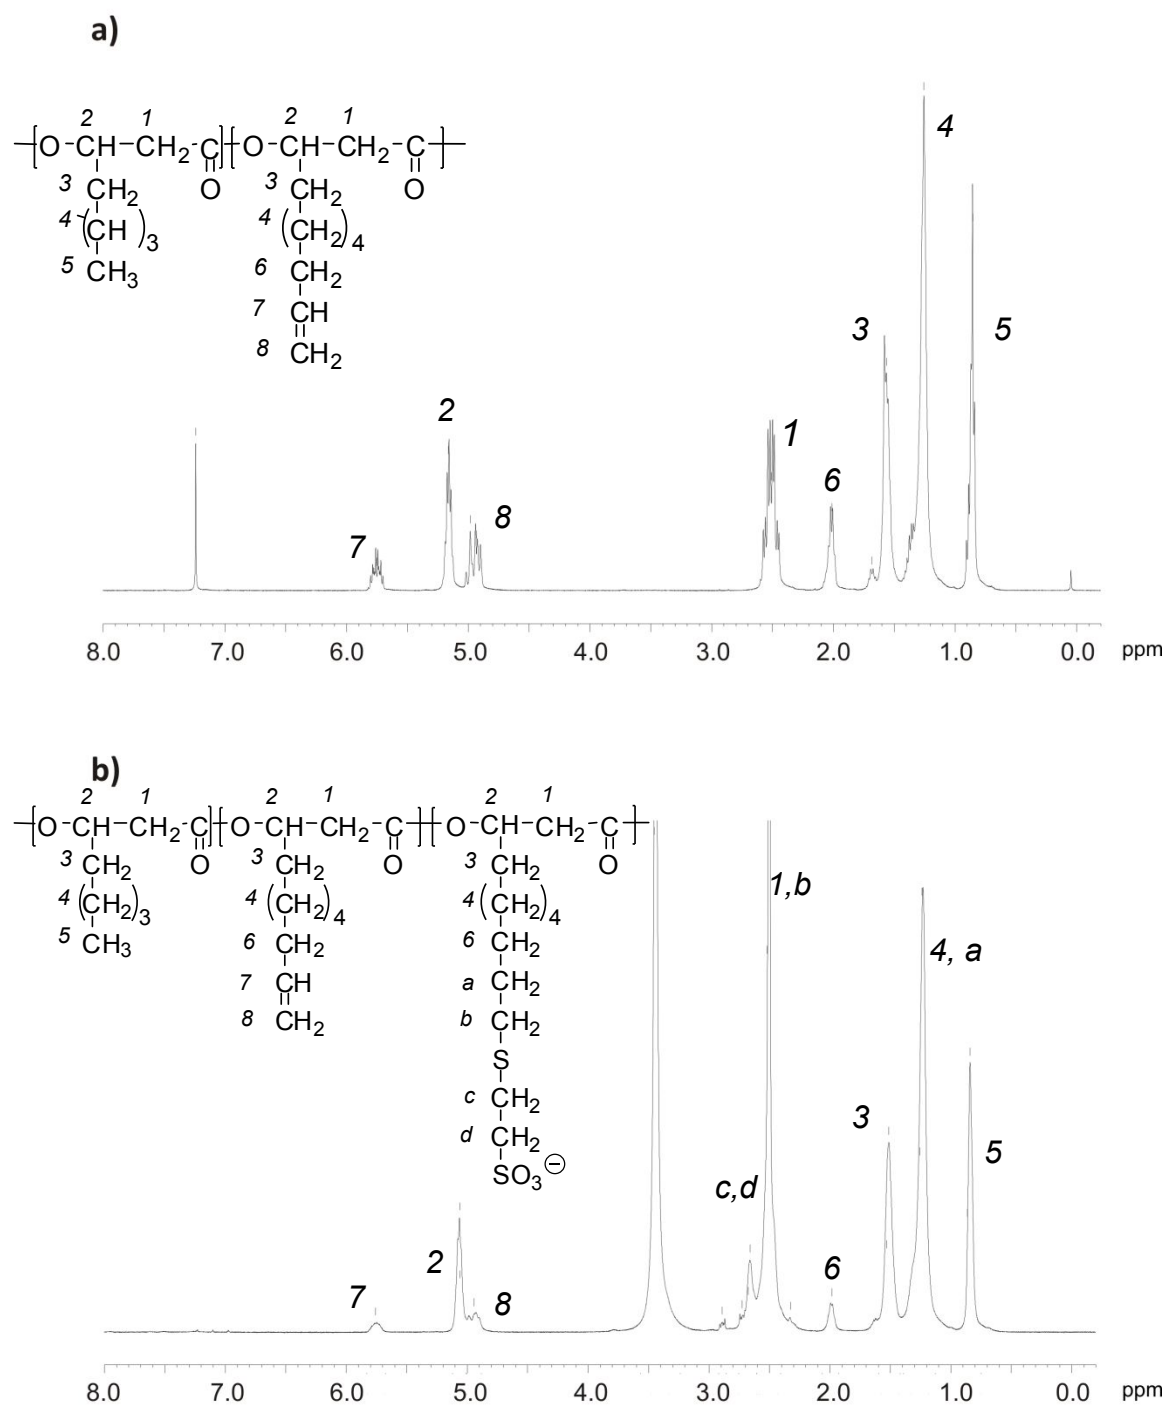 a)
2 1 2 1
O-CH-CH2-C O-CH-CH2-C
O O
3 CH2 3 CH2
4 (CH)3 4 (CH2)4
5 CH3 6 CH2
7 CH
8 CH2
4
3 5
2 1
6
7 8
8.0 7.0 6.0 5.0 4.0 3.0 2.0 1.0 0.0 ppm
b)
2 1 2 1 2 1
O-CH-CH2-C O-CH-CH2-C O-CH-CH2-C
O O O
3 CH2 3 CH2 3 CH2
4 (CH2)3 4 (CH2)4 4 (CH2)4
5 CH3 6 CH2 6 CH2
7 CH a CH2
8 CH2 b CH2
S
c CH2
d CH2
SO3⊖
1,b
4, a
3 5
c,d
2 6
7 8
8.0 7.0 6.0 5.0 4.0 3.0 2.0 1.0 0.0 ppm